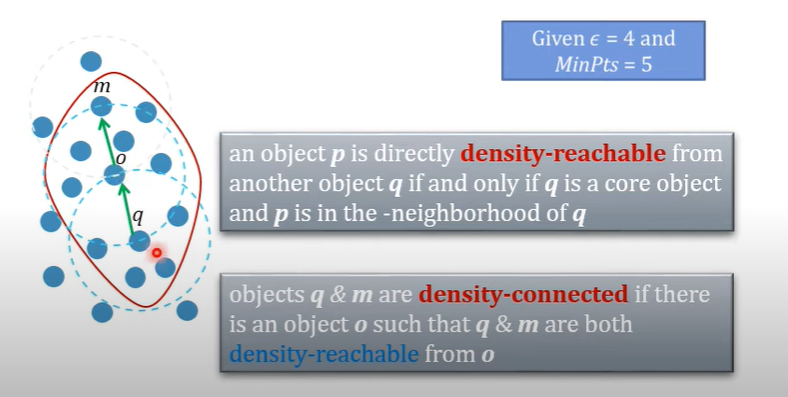 Given ϵ = 4 and
MinPts = 5
m
o
q
an object p is directly density-reachable from
another object q if and only if q is a core object
and p is in the -neighborhood of q
objects q & m are density-connected if there
is an object o such that q & m are both
density-reachable from o